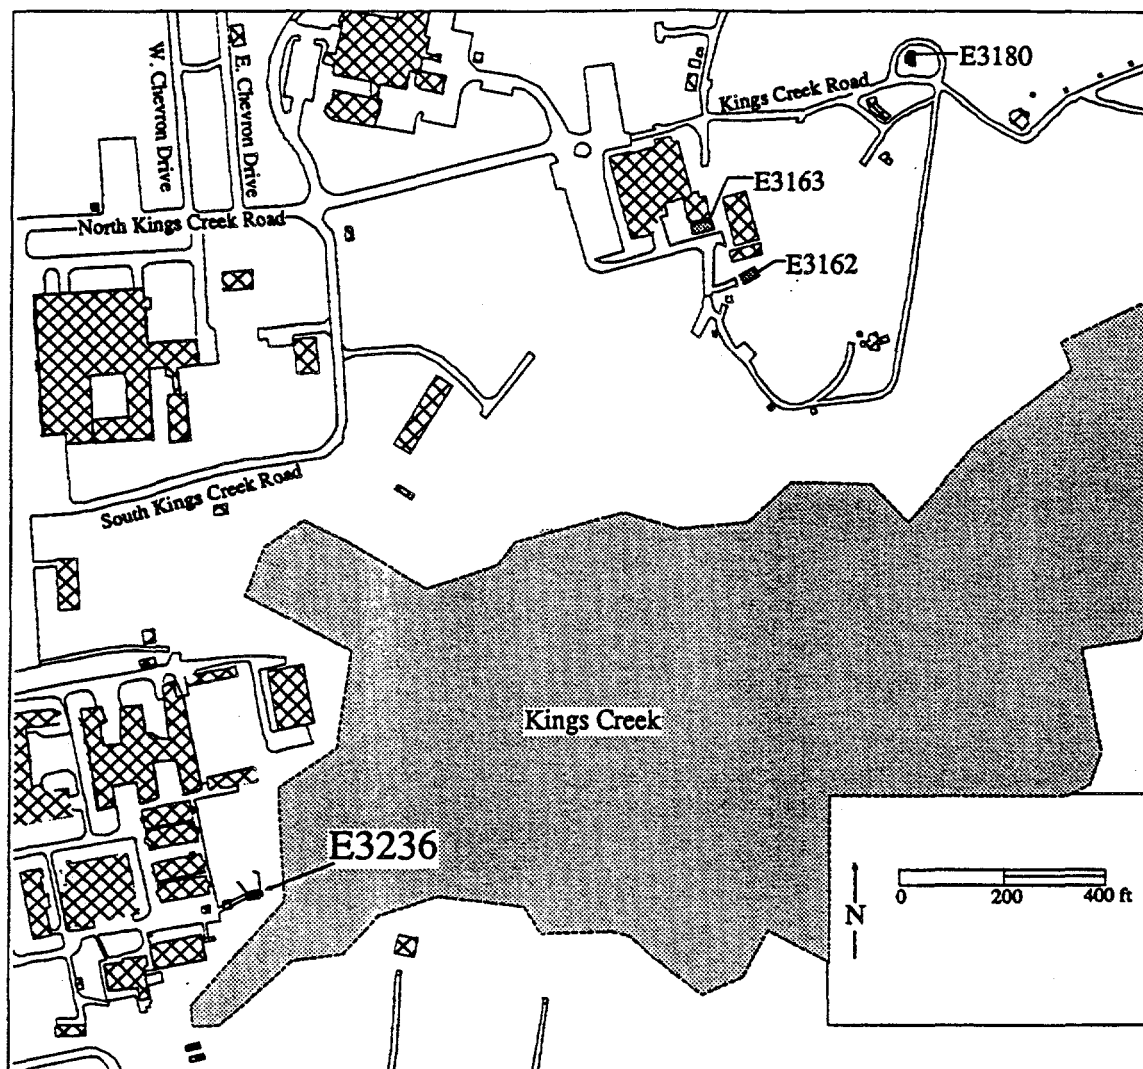 W. Chevron Drive
E. Chevron Drive
E3180
Kings Creek Road
E3163
North Kings Creek Road
E3162
South Kings Creek Road
Kings Creek
E3236
N
0 200 400 ft